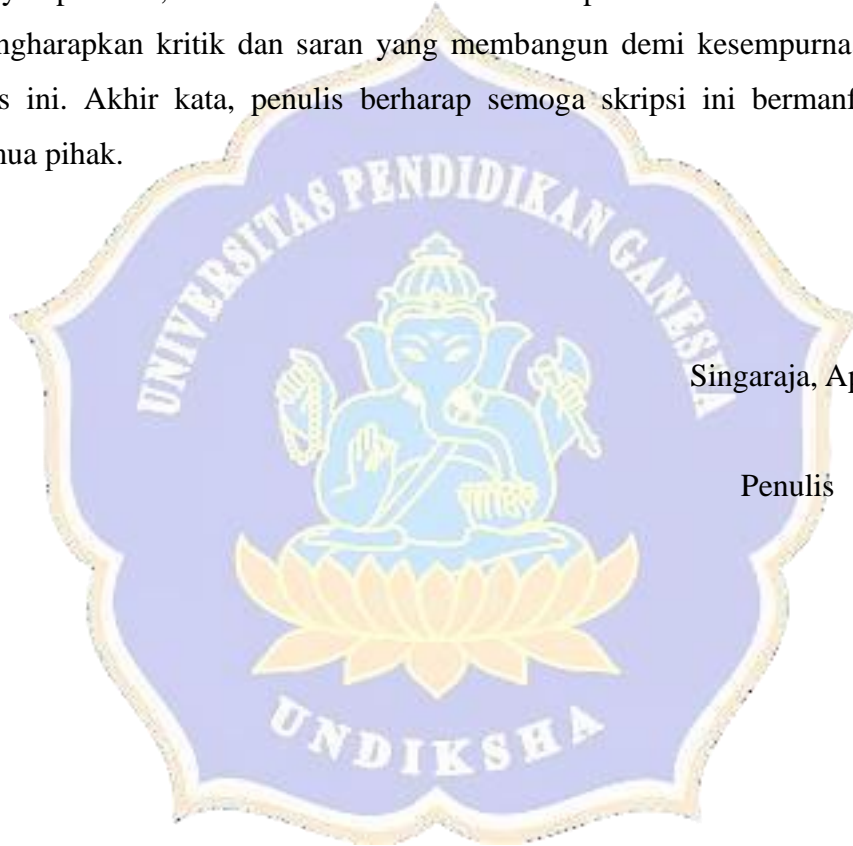 ngharapkan kritik dan saran yang membangun demi kesempurna
s ini. Akhir kata, penulis berharap semoga skripsi ini bermanf
nua pihak.
UNIVERSITAS PENDIDIKAN GANESHA
Singaraja, Ap
Penulis
UNDIKSHA